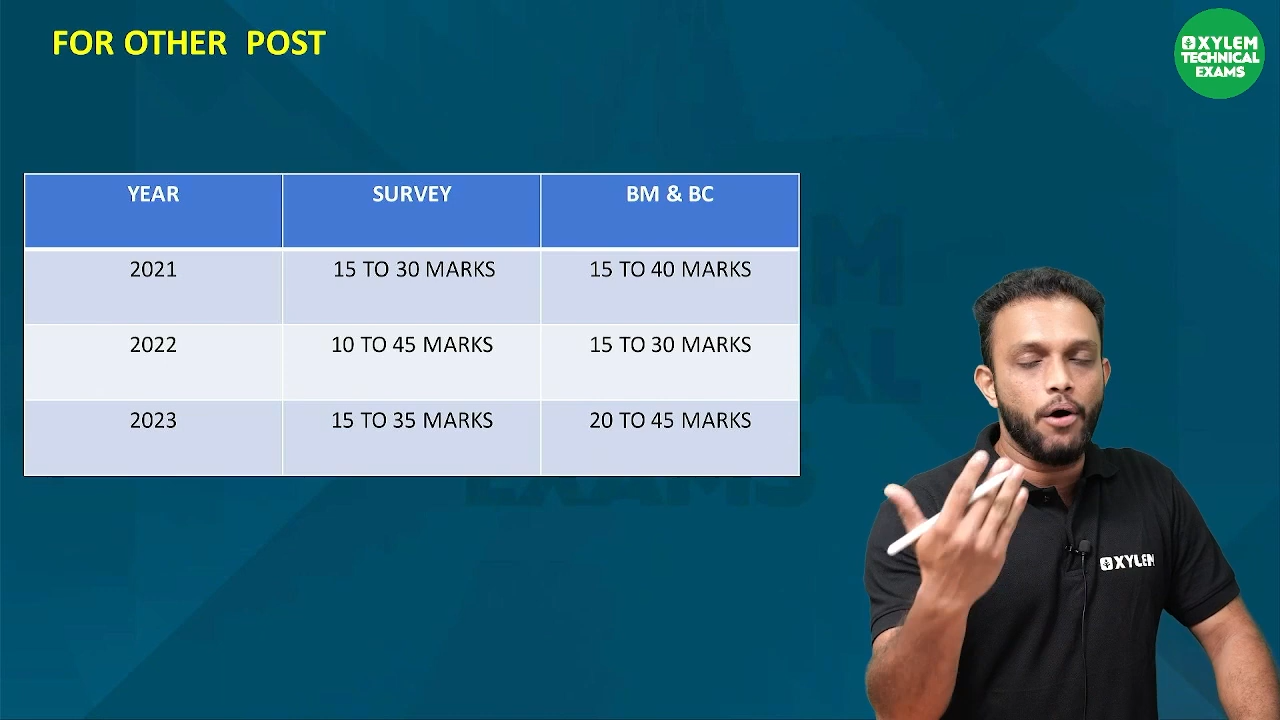 FOR OTHER POST
XYLEM
TECHNICAL
EXAMS
YEAR SURVEY BM & BC
2021 15 TO 30 MARKS 15 TO 40 MARKS
2022 10 TO 45 MARKS 15 TO 30 MARKS
2023 15 TO 35 MARKS 20 TO 45 MARKS
EXAMS
XYLEM